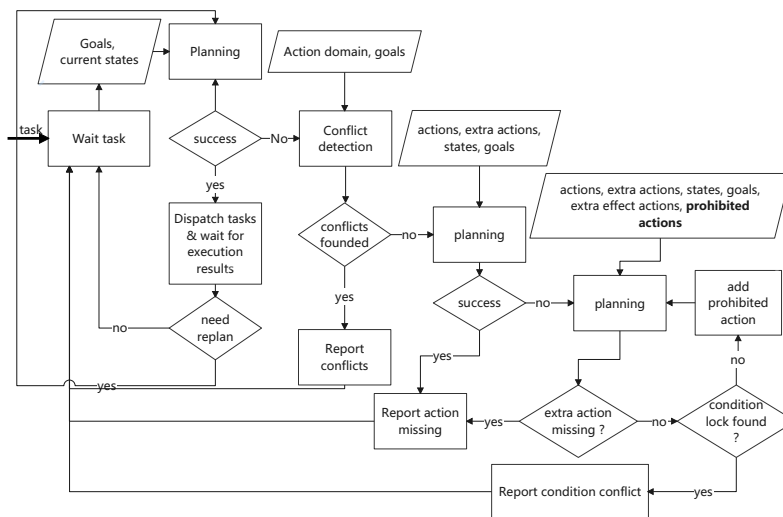 Goals,
current states
Planning
Action domain, goals
task
Wait task
success
No
Conflict
detection
actions, extra actions,
states, goals
yes
actions, extra actions, states, goals,
extra effect actions, prohibited
actions
Dispatch tasks
& wait for
execution
results
conflicts
founded
no
planning
yes
success
no
planning
add
prohibited
action
no
need
replan
yes
Report
conflicts
yes
no
yes
Report action
missing
yes
extra action
missing ?
no
condition
lock found
?
Report condition conflict
yes